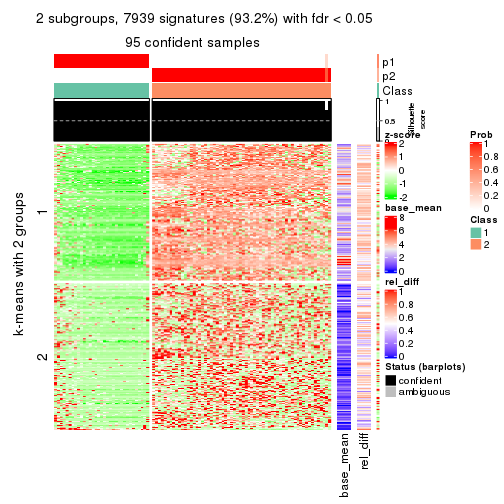 2 subgroups, 7939 signatures (93.2%) with fdr < 0.05
95 confident samples
p1
p2
Class
1
0.5
0
Silhouette
score
k-means with 2 groups
1
2
base_mean
rel_diff
z-score
2
1
0
-1
-2
base_mean
8
6
4
2
0
rel_diff
1
0.8
0.6
0.4
0.2
0
Status (barplots)
confident
ambiguous
Prob
1
0.8
0.6
0.4
0.2
0
Class
1
2